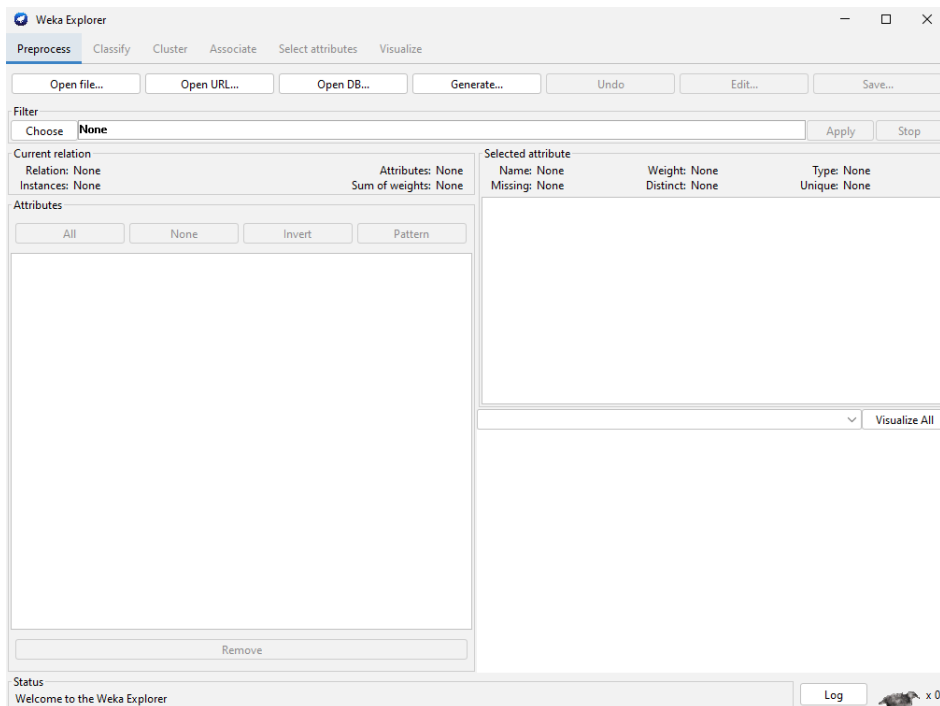 Weka Explorer
Preprocess Classify Cluster Associate Select attributes Visualize
Open file... Open URL... Open DB... Generate... Undo Edit... Save...
Filter
Choose None Apply Stop
Current relation
Relation: None Attributes: None
Instances: None Sum of weights: None
Selected attribute
Name: None Weight: None Type: None
Missing: None Distinct: None Unique: None
Attributes
All None Invert Pattern
Visualize All
Remove
Status
Welcome to the Weka Explorer
Log x 0